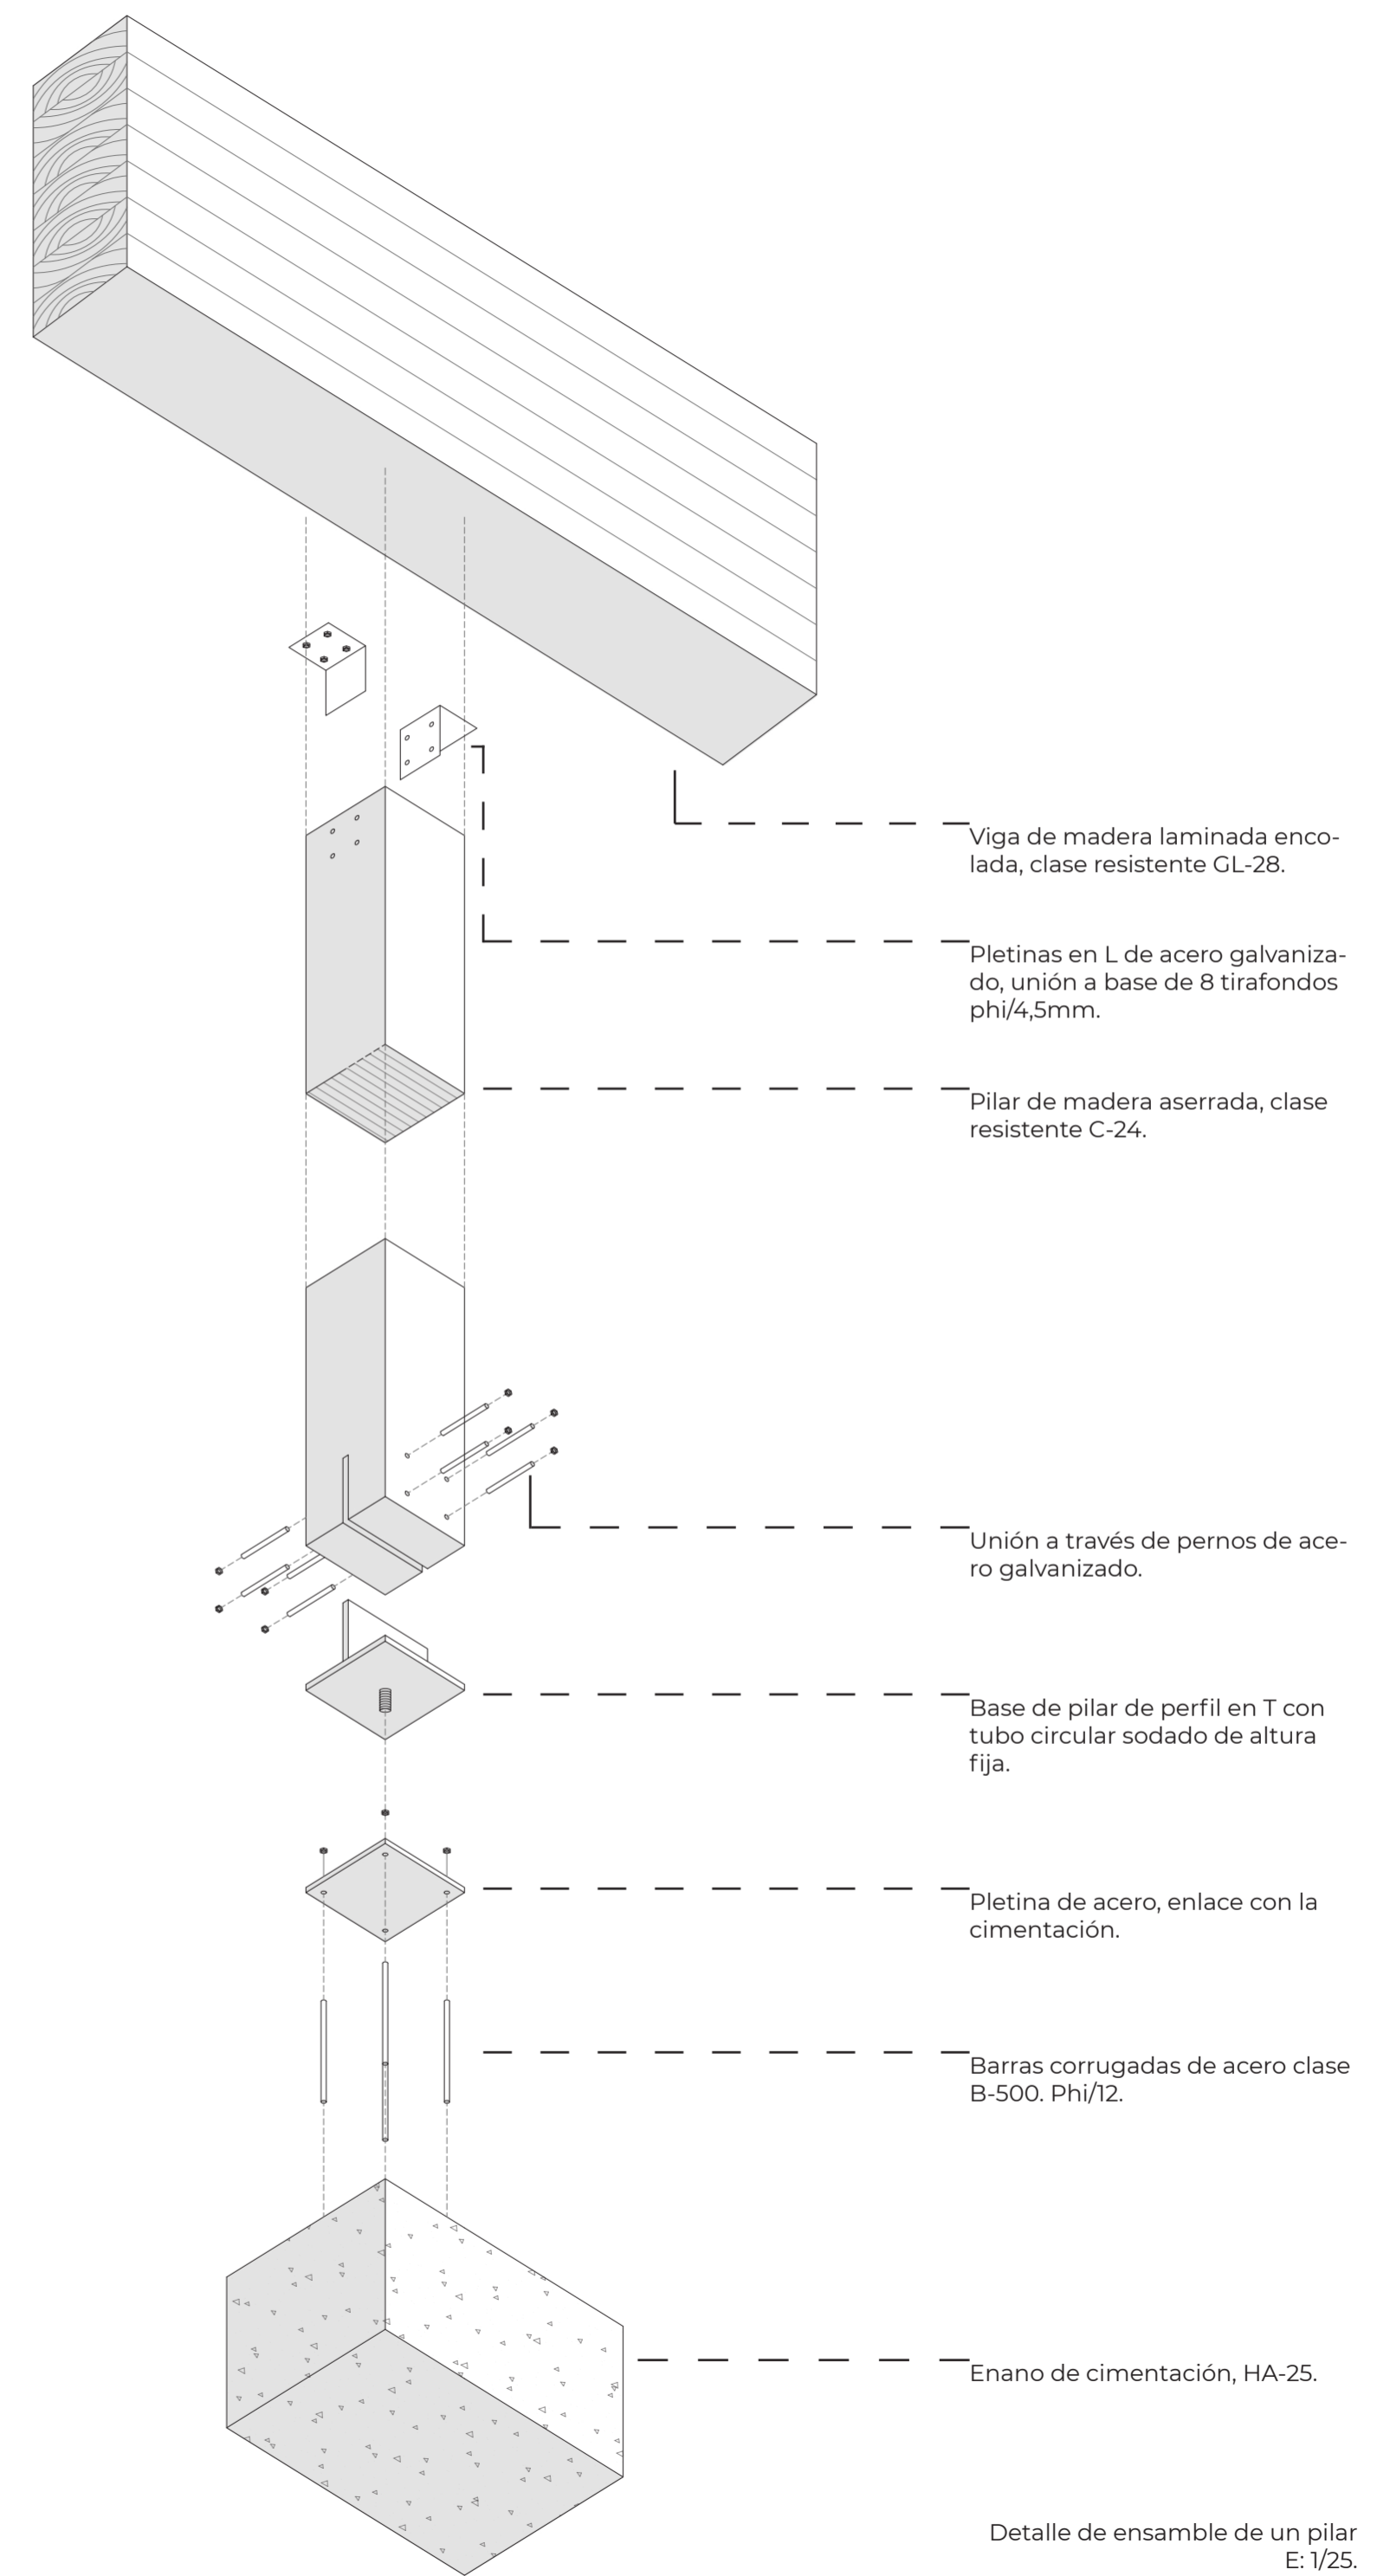 Viga de madera laminada enco-
lada, clase resistente GL-28.
Pletinas en L de acero galvaniza-
do, unión a base de 8 tirafondos
phi/4,5mm.
Pilar de madera aserrada, clase
resistente C-24.
Unión a través de pernos de ace-
ro galvanizado.
Base de pilar de perfil en T con
tubo circular sodado de altura
fija.
Pletina de acero, enlace con la
cimentación.
Barras corrugadas de acero clase
B-500. Phi/12.
Enano de cimentación, HA-25.
Detalle de ensamble de un pilar
E: 1/25.